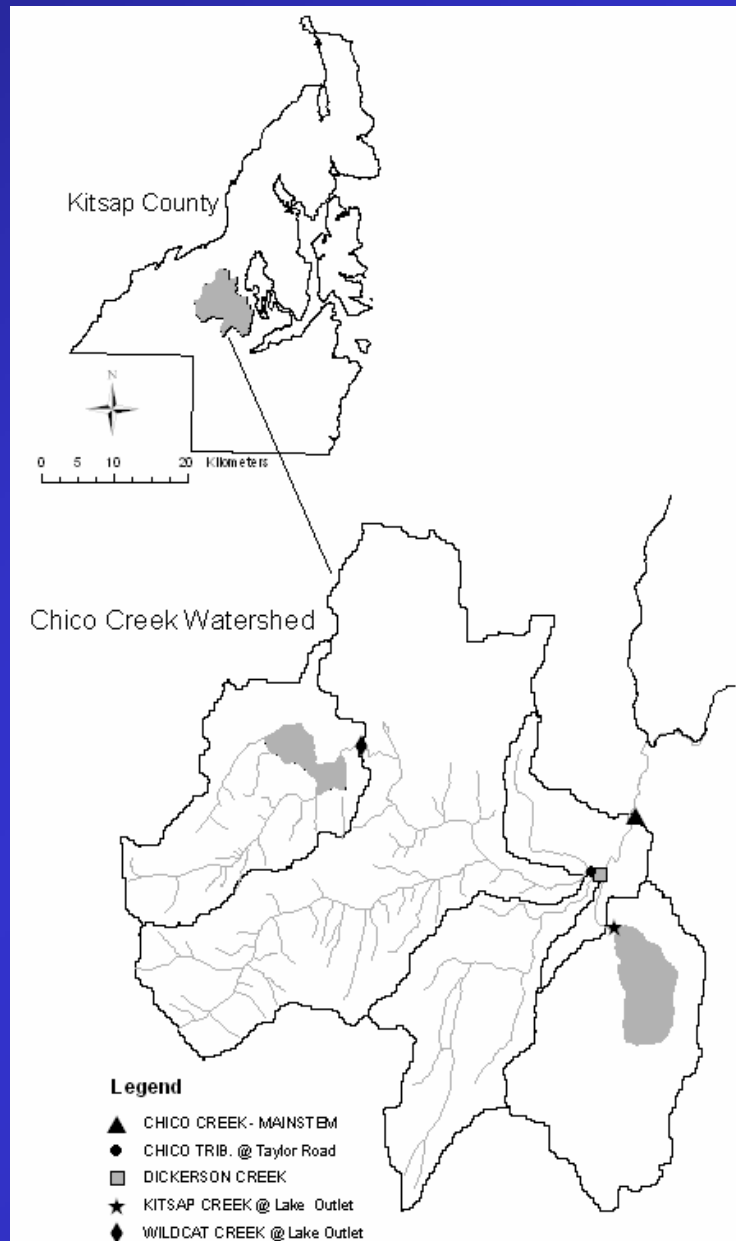 Kitsap County
N
0 5 10 20 Kilometers
Chico Creek Watershed
Legend
CHICO CREEK - MAINSTEM
CHICO TRIB. @ Taylor Road
DICKERSON CREEK
KITSAP CREEK @ Lake Outlet
WILDCAT CREEK @ Lake Outlet